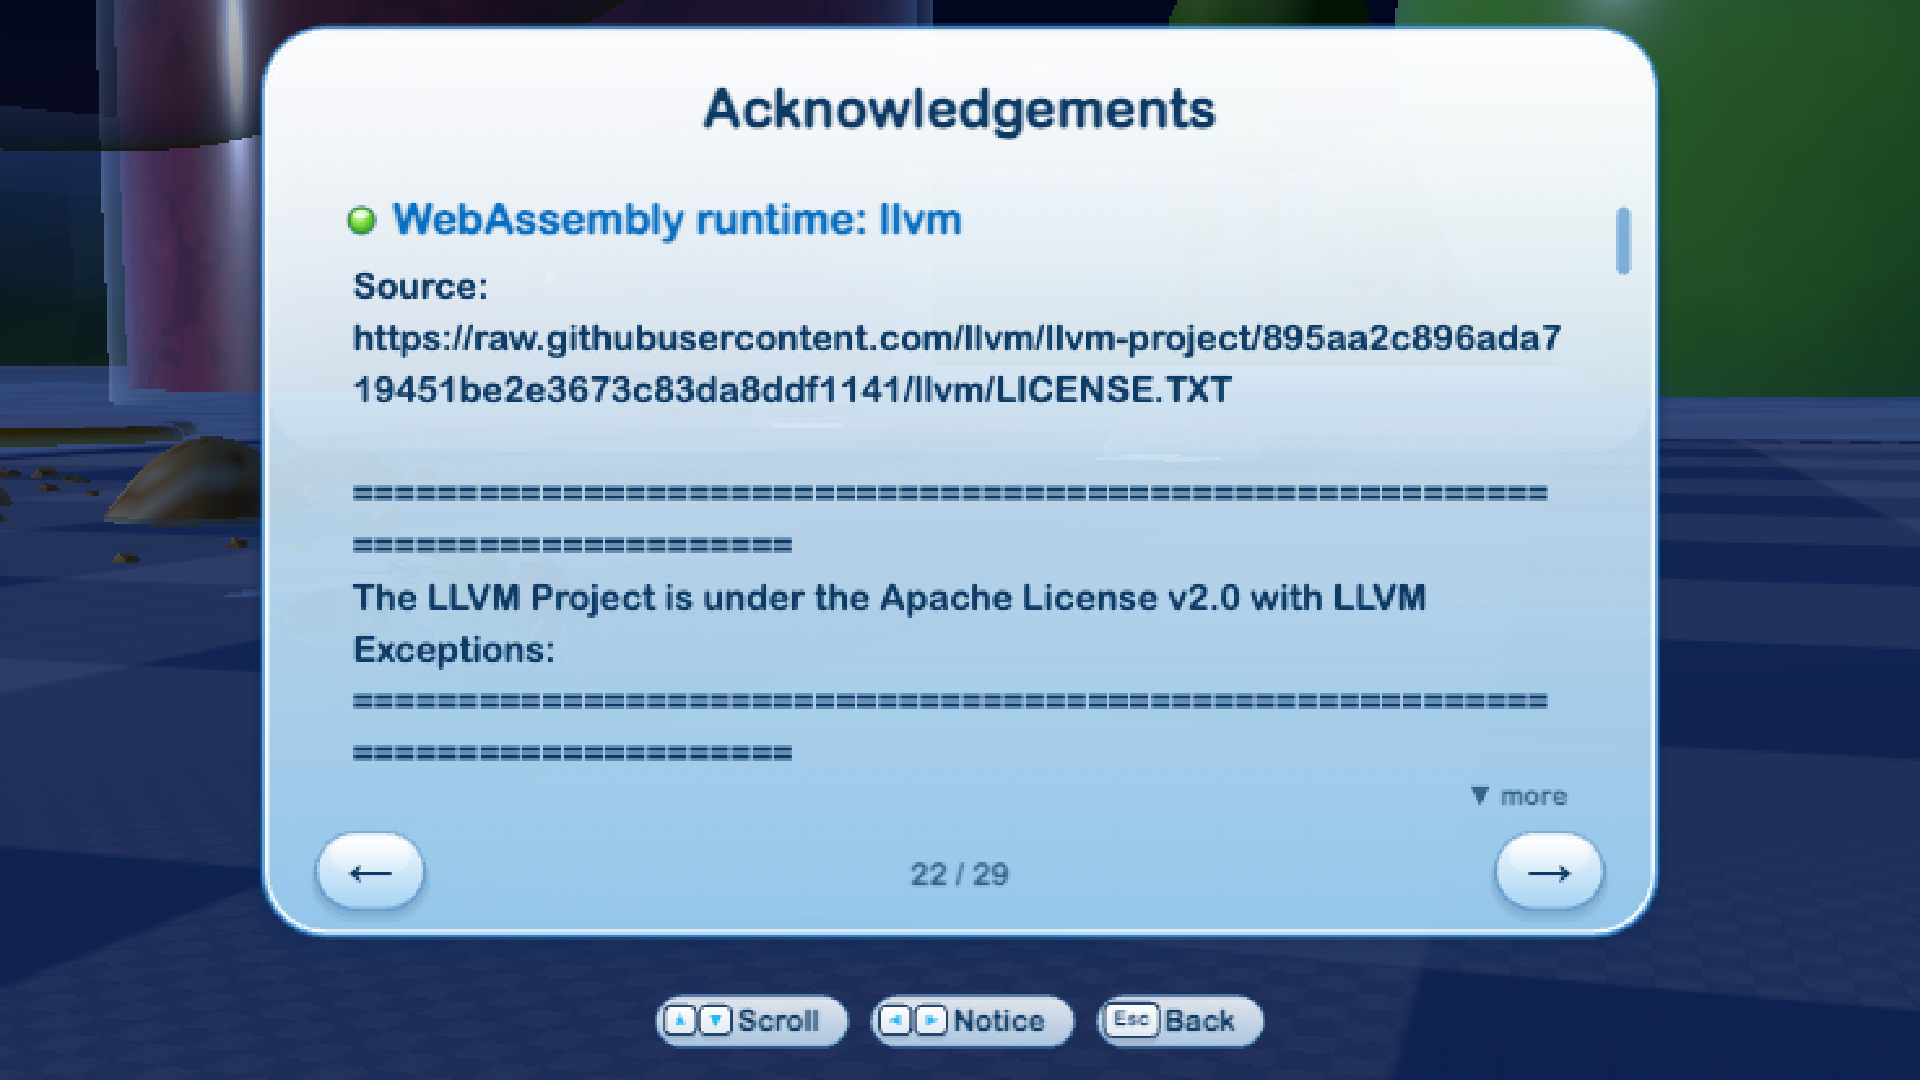 Acknowledgements
WebAssembly runtime: llvm
Source:
https://raw.githubusercontent.com/llvm/llvm-project/895aa2c896ada7
19451be2e3673c83da8ddf1141/llvm/LICENSE.TXT
=========================================================
=====================
The LLVM Project is under the Apache License v2.0 with LLVM
Exceptions:
=========================================================
=====================
▼ more
←
22 / 29
→
▲ ▼ Scroll
◄ ► Notice
Esc Back